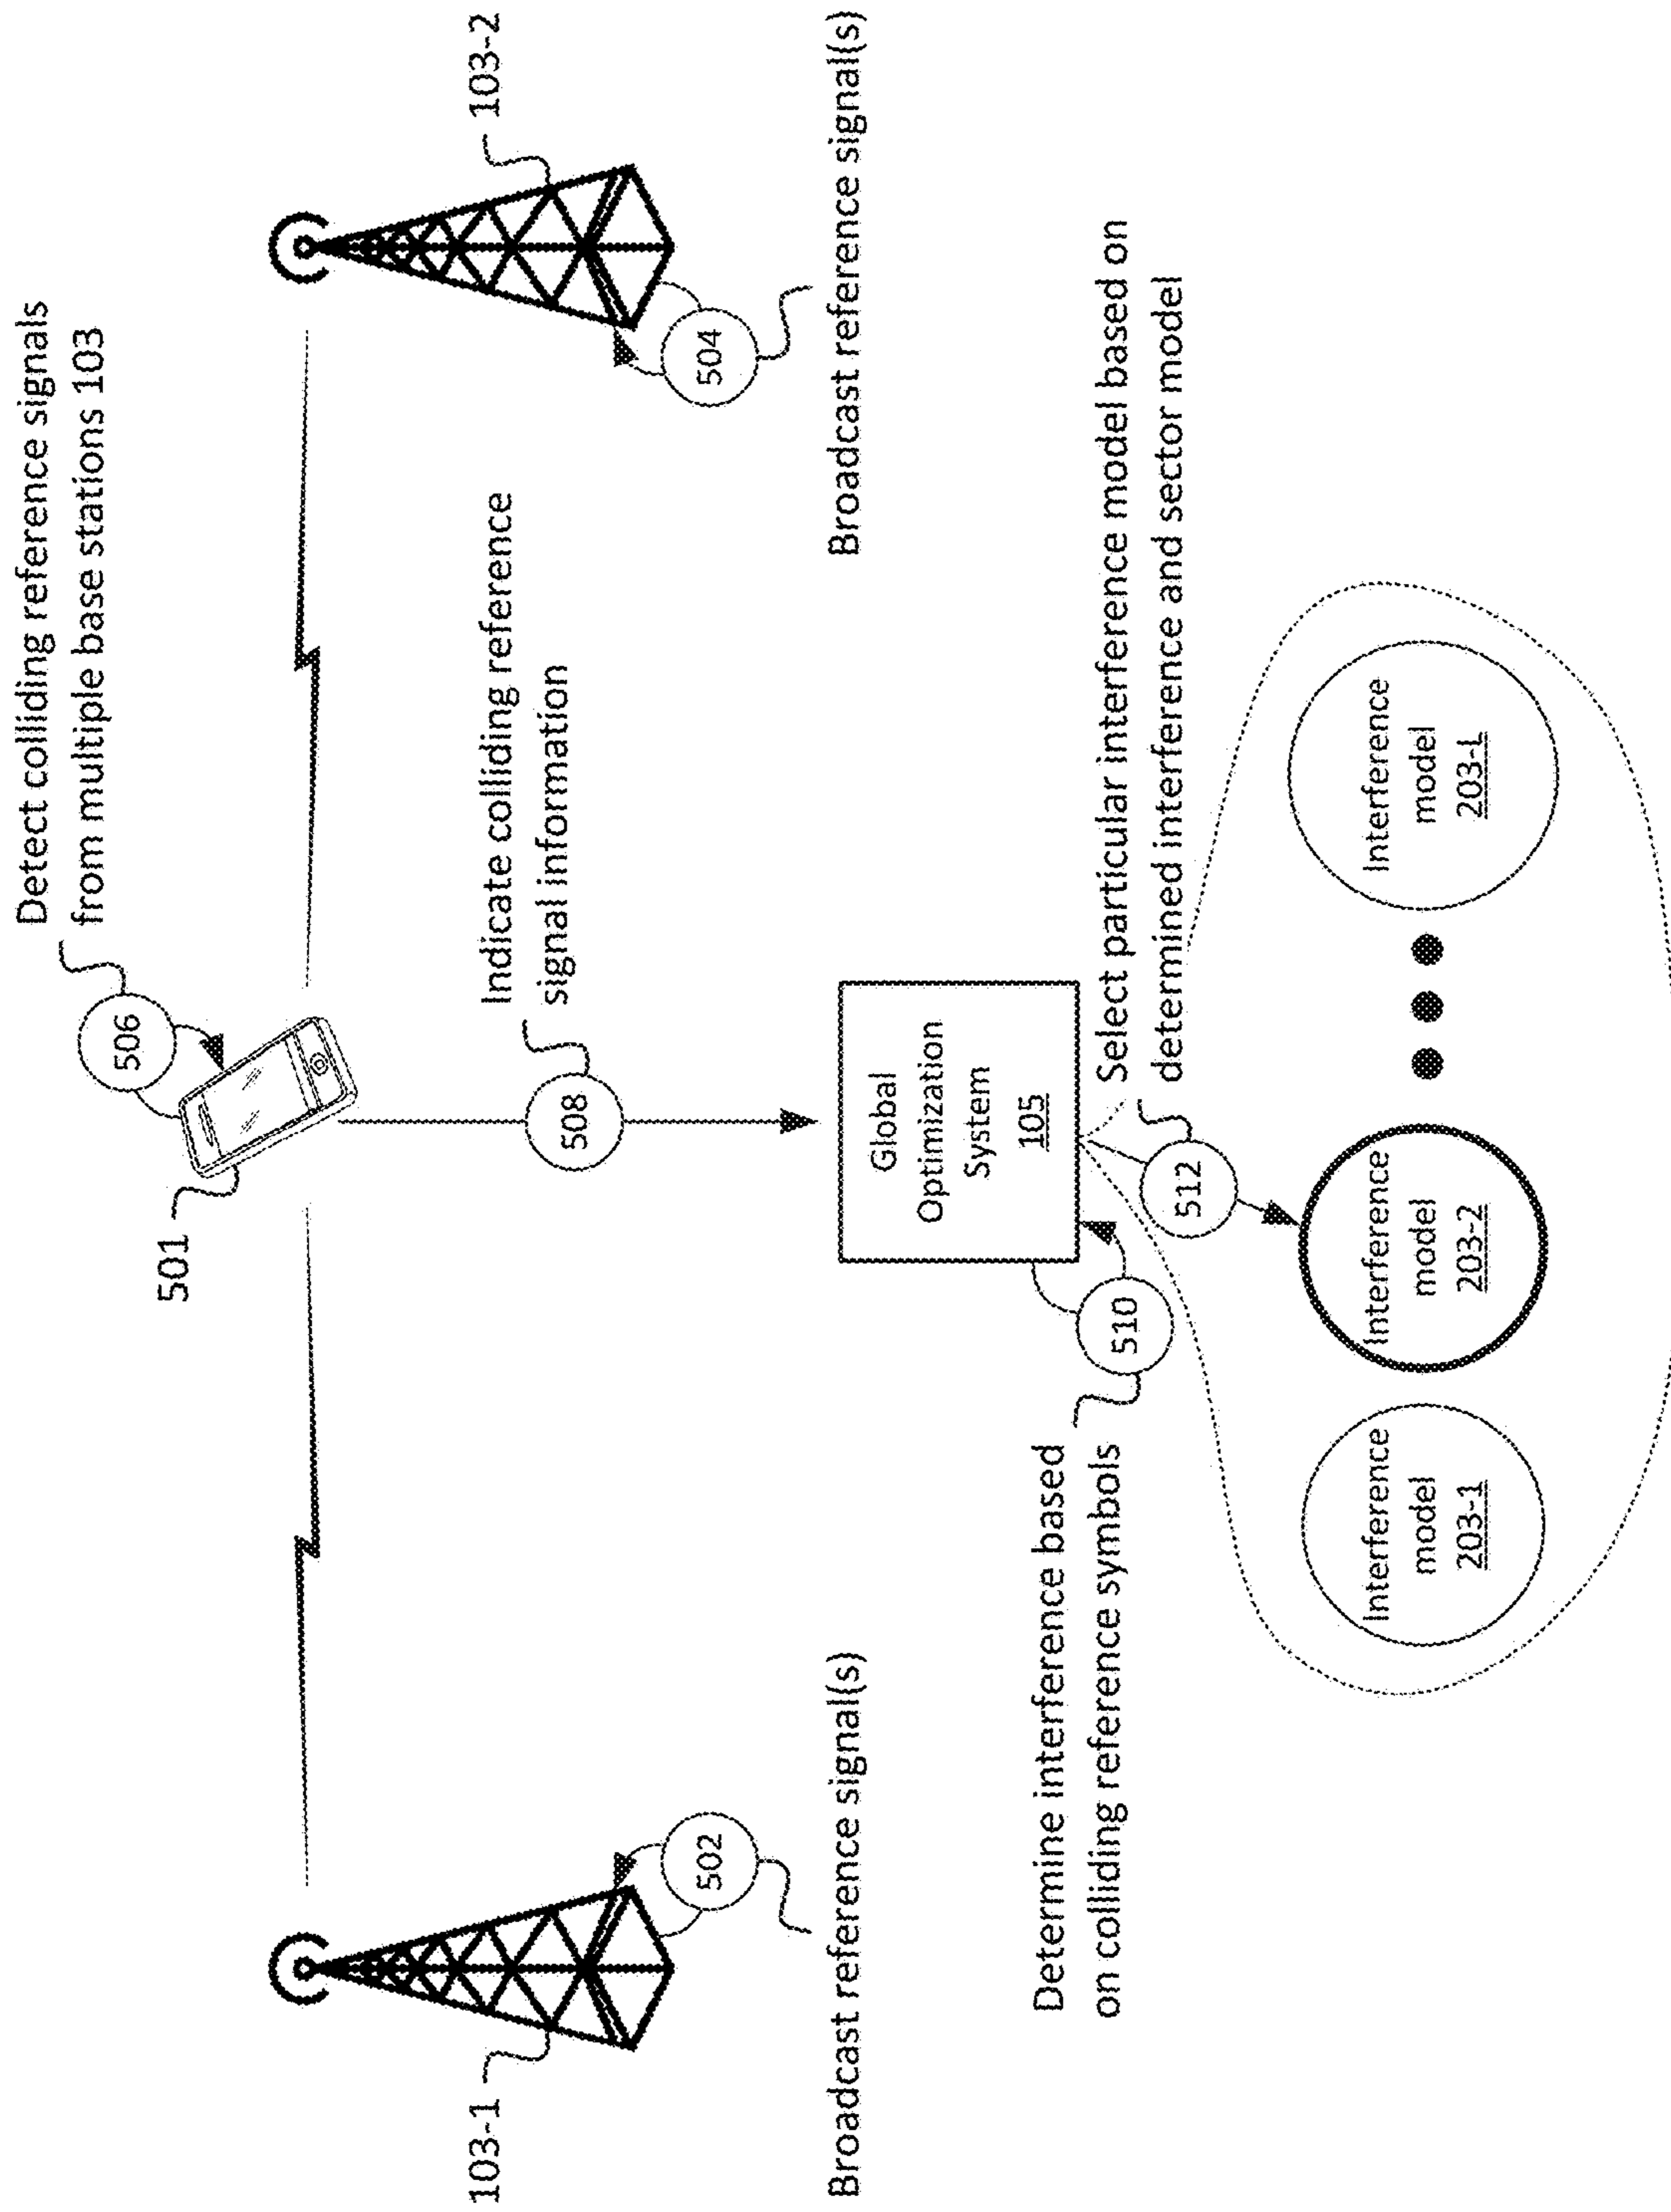 Detect colliding reference signals
from multiple base stations 103
506
501
103-1
103-2
Indicate colliding reference
signal information
508
502
504
Broadcast reference signal(s)
Broadcast reference signal(s)
Global
Optimization
System
105
Determine interference based
on colliding reference symbols
510
Select particular interference model based on
determined interference and sector model
512
Interference
model
203-1
Interference
model
203-2
Interference
model
203-L